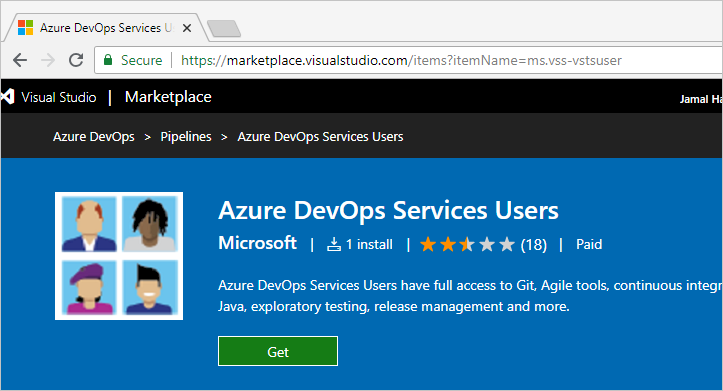 Azure DevOps Services U
Secure https://marketplace.visualstudio.com/items?itemName=ms.vss-vstsuser
Visual Studio | Marketplace
Jamal Ha
Azure DevOps > Pipelines > Azure DevOps Services Users
Azure DevOps Services Users
Microsoft | 1 install | (18) | Paid
Azure DevOps Services Users have full access to Git, Agile tools, continuous integr
Java, exploratory testing, release management and more.
Get